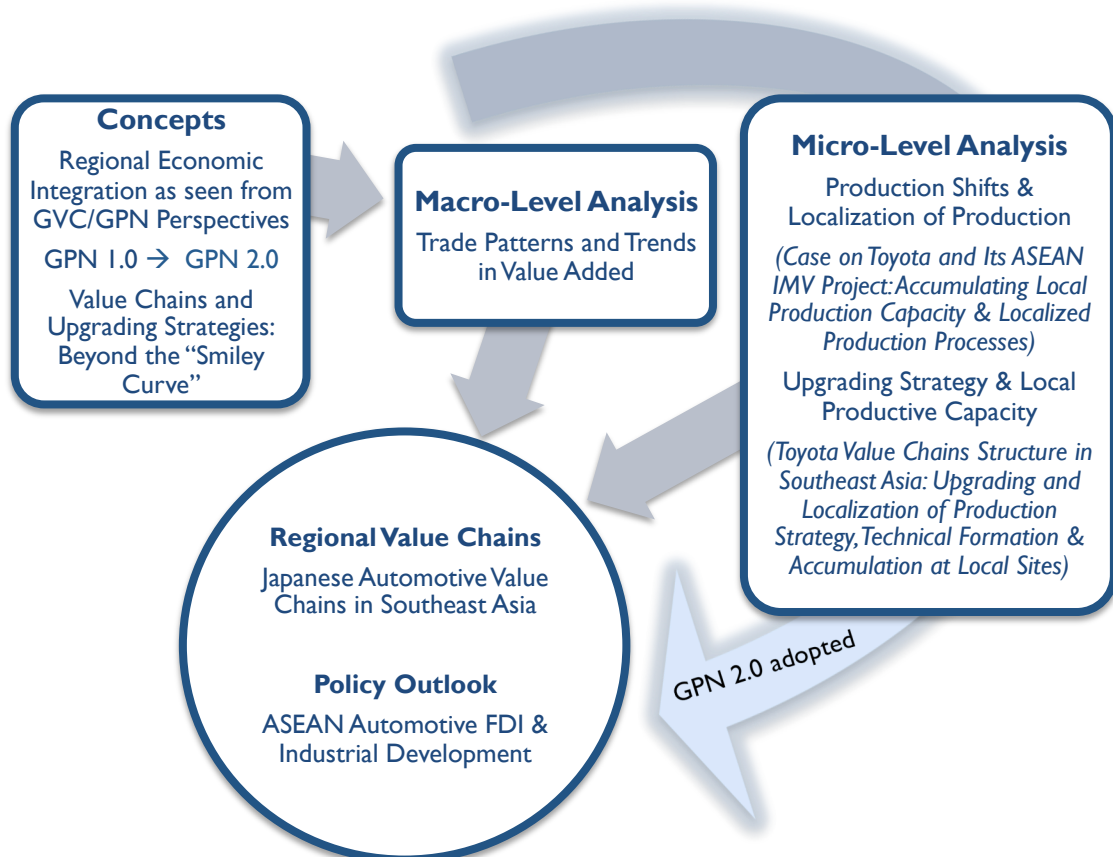 Concepts
Regional Economic
Integration as seen from
GVC/GPN Perspectives
GPN 1.0 → GPN 2.0
Value Chains and
Upgrading Strategies:
Beyond the “Smiley
Curve”
Macro-Level Analysis
Trade Patterns and Trends
in Value Added
Micro-Level Analysis
Production Shifts &
Localization of Production
(Case on Toyota and Its ASEAN
IMV Project: Accumulating Local
Production Capacity & Localized
Production Processes)
Upgrading Strategy & Local
Productive Capacity
(Toyota Value Chains Structure in
Southeast Asia: Upgrading and
Localization of Production
Strategy, Technical Formation &
Accumulation at Local Sites)
Regional Value Chains
Japanese Automotive Value
Chains in Southeast Asia
Policy Outlook
ASEAN Automotive FDI &
Industrial Development
GPN 2.0 adopted